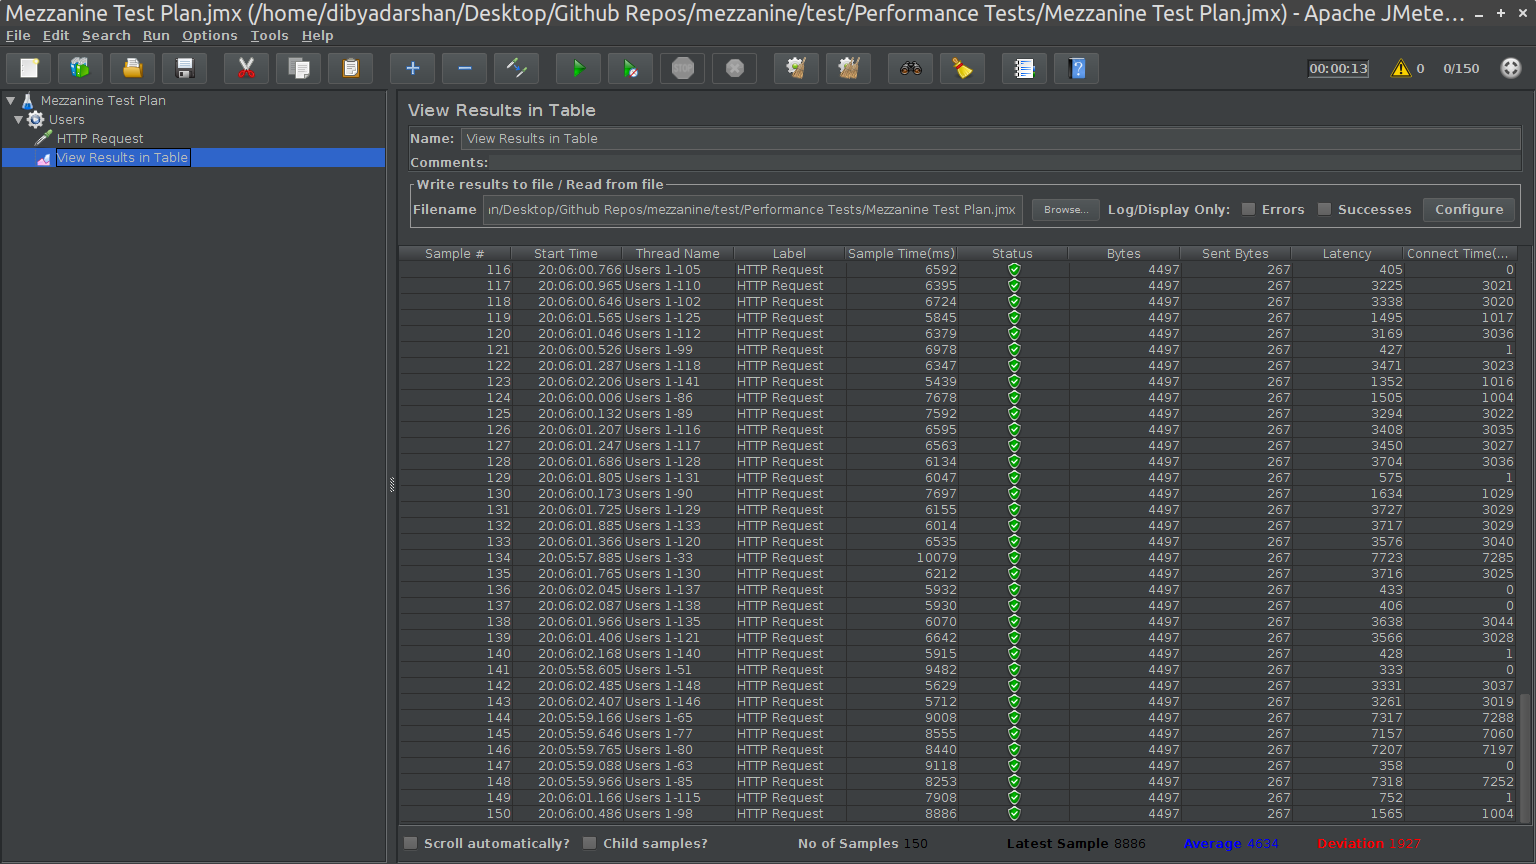 Mezzanine Test Plan.jmx (/home/dibyadarshan/Desktop/Github Repos/mezzanine/test/Performance Tests/Mezzanine Test Plan.jmx) - Apache JMete...
File Edit Search Run Options Tools Help
STOP 00:00:13 0 0/150
Mezzanine Test Plan
Users
HTTP Request
View Results in Table
View Results in Table
Name: View Results in Table
Comments:
Write results to file / Read from file
Filename ın/Desktop/Github Repos/mezzanine/test/Performance Tests/Mezzanine Test Plan.jmx Browse... Log/Display Only: Errors Successes Configure
Sample # Start Time Thread Name Label Sample Time(ms) Status Bytes Sent Bytes Latency Connect Time(...
116 20:06:00.766 Users 1-105 HTTP Request 6592 4497 267 405 0
117 20:06:00.965 Users 1-110 HTTP Request 6395 4497 267 3225 3021
118 20:06:00.646 Users 1-102 HTTP Request 6724 4497 267 3338 3020
119 20:06:01.565 Users 1-125 HTTP Request 5845 4497 267 1495 1017
120 20:06:01.046 Users 1-112 HTTP Request 6379 4497 267 3169 3036
121 20:06:00.526 Users 1-99 HTTP Request 6978 4497 267 427 1
122 20:06:01.287 Users 1-118 HTTP Request 6347 4497 267 3471 3023
123 20:06:02.206 Users 1-141 HTTP Request 5439 4497 267 1352 1016
124 20:06:00.006 Users 1-86 HTTP Request 7678 4497 267 1505 1004
125 20:06:00.132 Users 1-89 HTTP Request 7592 4497 267 3294 3022
126 20:06:01.207 Users 1-116 HTTP Request 6595 4497 267 3408 3035
127 20:06:01.247 Users 1-117 HTTP Request 6563 4497 267 3450 3027
128 20:06:01.686 Users 1-128 HTTP Request 6134 4497 267 3704 3036
129 20:06:01.805 Users 1-131 HTTP Request 6047 4497 267 575 1
130 20:06:00.173 Users 1-90 HTTP Request 7697 4497 267 1634 1029
131 20:06:01.725 Users 1-129 HTTP Request 6155 4497 267 3727 3029
132 20:06:01.885 Users 1-133 HTTP Request 6014 4497 267 3717 3029
133 20:06:01.366 Users 1-120 HTTP Request 6535 4497 267 3576 3040
134 20:05:57.885 Users 1-33 HTTP Request 10079 4497 267 7723 7285
135 20:06:01.765 Users 1-130 HTTP Request 6212 4497 267 3716 3025
136 20:06:02.045 Users 1-137 HTTP Request 5932 4497 267 433 0
137 20:06:02.087 Users 1-138 HTTP Request 5930 4497 267 406 0
138 20:06:01.966 Users 1-135 HTTP Request 6070 4497 267 3638 3044
139 20:06:01.406 Users 1-121 HTTP Request 6642 4497 267 3566 3028
140 20:06:02.168 Users 1-140 HTTP Request 5915 4497 267 428 1
141 20:05:58.605 Users 1-51 HTTP Request 9482 4497 267 333 0
142 20:06:02.485 Users 1-148 HTTP Request 5629 4497 267 3331 3037
143 20:06:02.407 Users 1-146 HTTP Request 5712 4497 267 3261 3019
144 20:05:59.166 Users 1-65 HTTP Request 9008 4497 267 7317 7288
145 20:05:59.646 Users 1-77 HTTP Request 8555 4497 267 7157 7060
146 20:05:59.765 Users 1-80 HTTP Request 8440 4497 267 7207 7197
147 20:05:59.088 Users 1-63 HTTP Request 9118 4497 267 358 0
148 20:05:59.966 Users 1-85 HTTP Request 8253 4497 267 7318 7252
149 20:06:01.166 Users 1-115 HTTP Request 7908 4497 267 752 1
150 20:06:00.486 Users 1-98 HTTP Request 8886 4497 267 1565 1004
Scroll automatically? Child samples? No of Samples 150 Latest Sample 8886 Average 4634 Deviation 1927